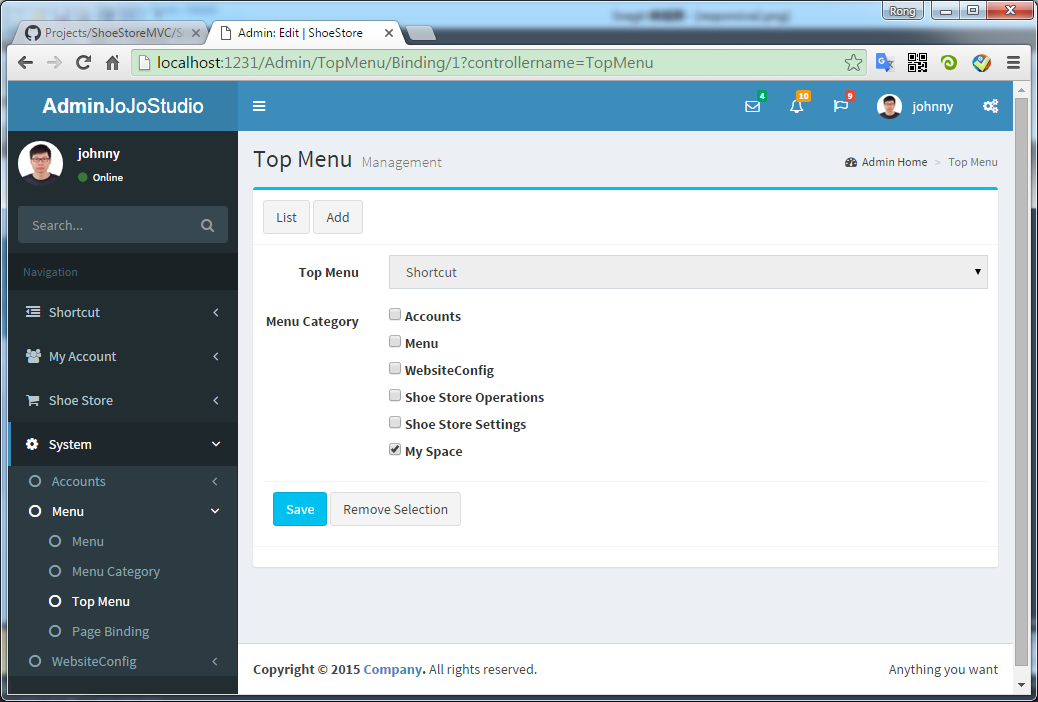 Rong
Projects/ShoeStoreMVC/S
Admin: Edit | ShoeStore
localhost:1231/Admin/TopMenu/Binding/1?controllername=TopMenu
AdminJoJoStudio
4
10
9
johnny
johnny
Online
Top Menu Management
Admin Home > Top Menu
Search...
List
Add
Navigation
Top Menu
Shortcut
Shortcut
My Account
Shoe Store
System
Accounts
Menu
Menu
Menu Category
Top Menu
Page Binding
WebsiteConfig
Menu Category
Accounts
Menu
WebsiteConfig
Shoe Store Operations
Shoe Store Settings
My Space
Save
Remove Selection
Copyright © 2015 Company. All rights reserved.
Anything you want